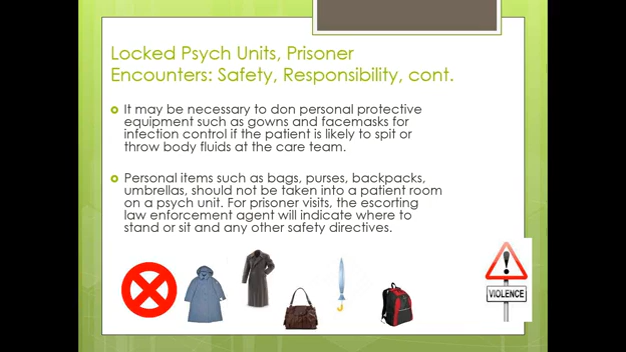 Locked Psych Units, Prisoner
Encounters: Safety, Responsibility, cont.
It may be necessary to don personal protective
equipment such as gowns and facemasks for
infection control if the patient is likely to spit or
throw body fluids at the care team.
Personal items such as bags, purses, backpacks,
umbrellas, should not be taken into a patient room
on a psych unit. For prisoner visits, the escorting
law enforcement agent will indicate where to
stand or sit and any other safety directives.
VIOLENCE